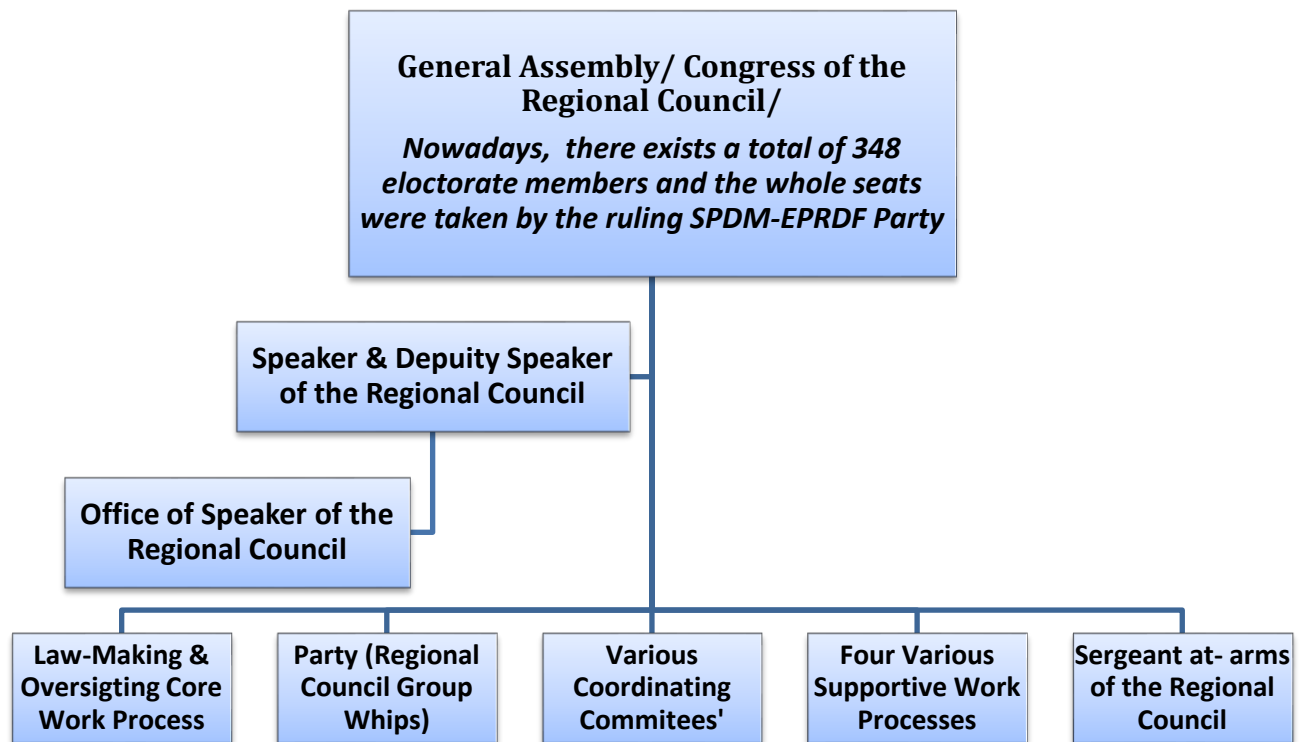 General Assembly/ Congress of the
Regional Council/
Nowadays, there exists a total of 348
eloctorate members and the whole seats
were taken by the ruling SPDM-EPRDF Party
Speaker & Depuity Speaker
of the Regional Council
Office of Speaker of the
Regional Council
Law-Making &
Oversigting Core
Work Process
Party (Regional
Council Group
Whips)
Various
Coordinating
Commitees'
Four Various
Supportive Work
Processes
Sergeant at- arms
of the Regional
Council